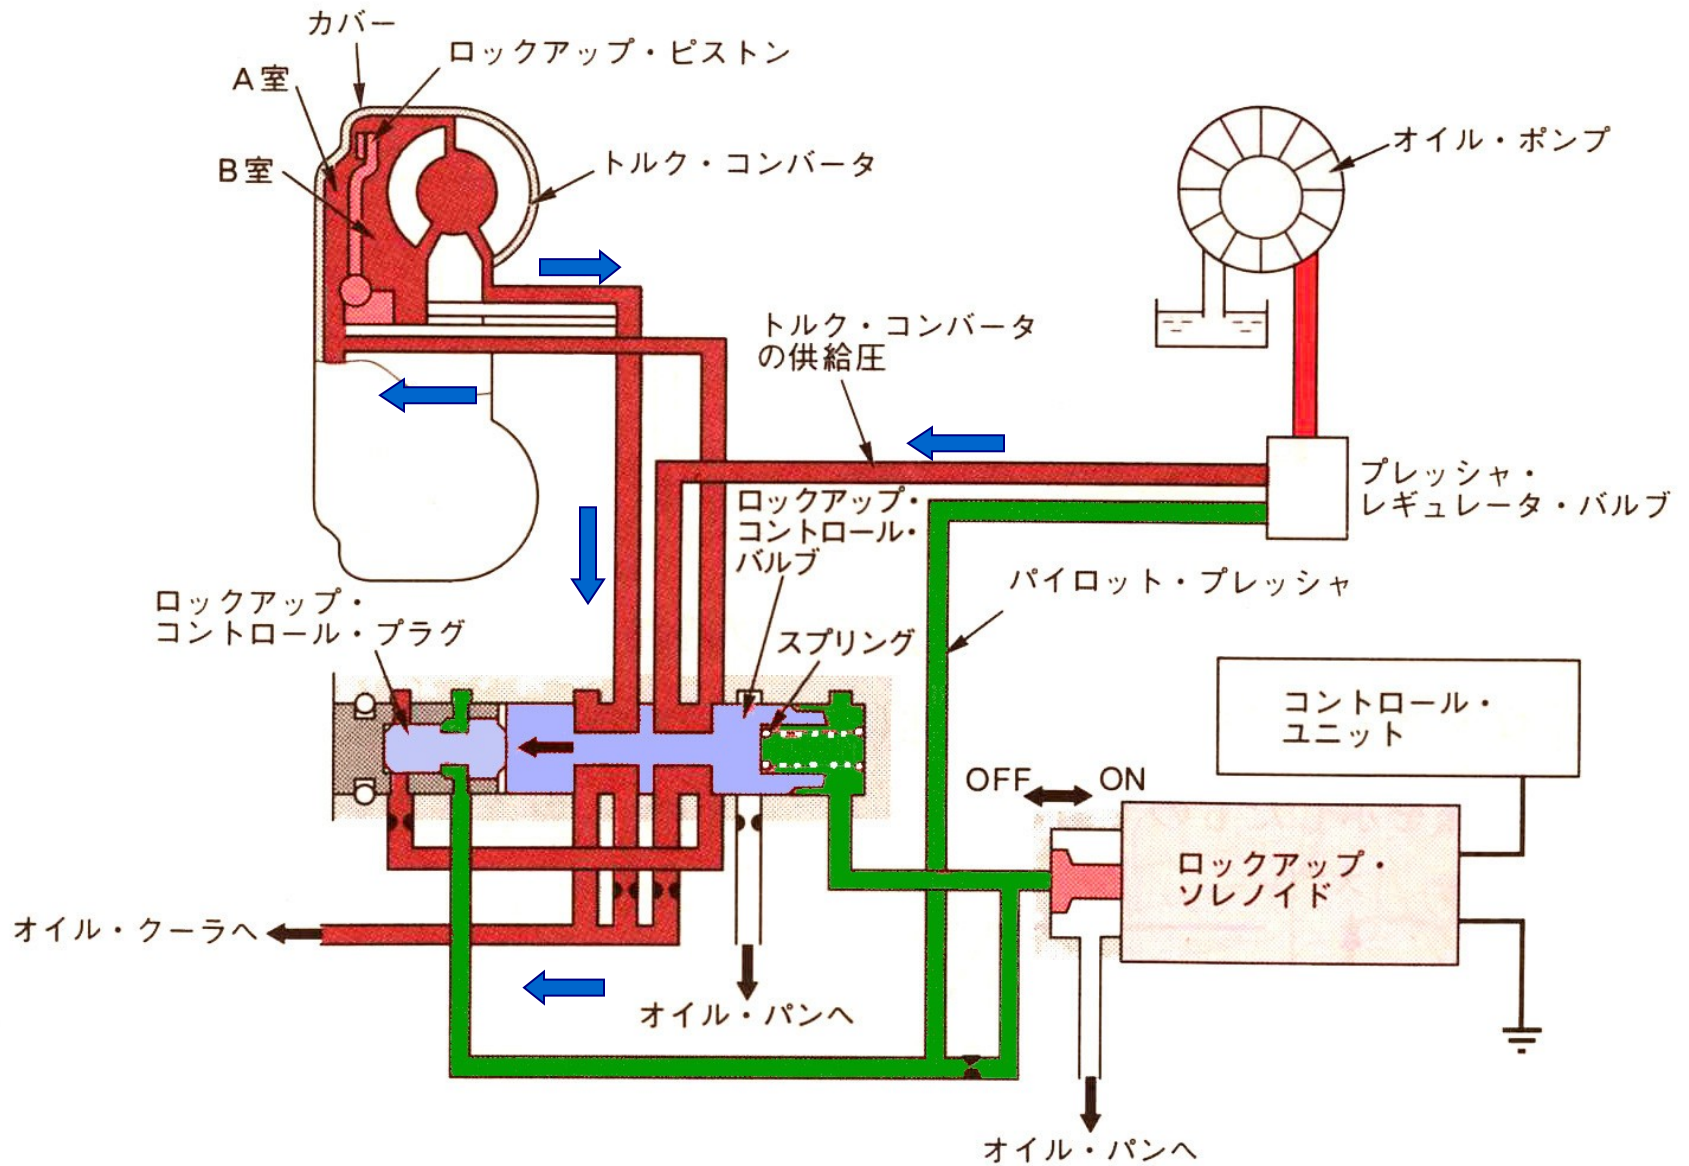 カバー
ロックアップ・ピストン
A室
B室
トルク・コンバータ
オイル・ポンプ
トルク・コンバータ
の供給圧
プレッシャ・
レギュレータ・バルブ
ロックアップ・
コントロール・
バルブ
パイロット・プレッシャ
ロックアップ・
コントロール・プラグ
スプリング
コントロール・
ユニット
OFF ON
ロックアップ・
ソレノイド
オイル・クーラへ
オイル・パンへ
オイル・パンへ